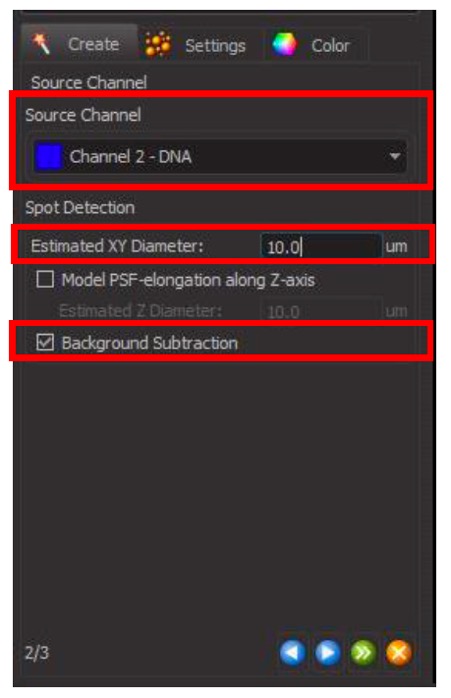 Create Settings Color
Source Channel
Source Channel
Channel 2 - DNA
Spot Detection
Estimated XY Diameter: 10.0 um
Model PSF-elongation along Z-axis
Estimated Z Diameter: 10.0 um
Background Subtraction
2/3